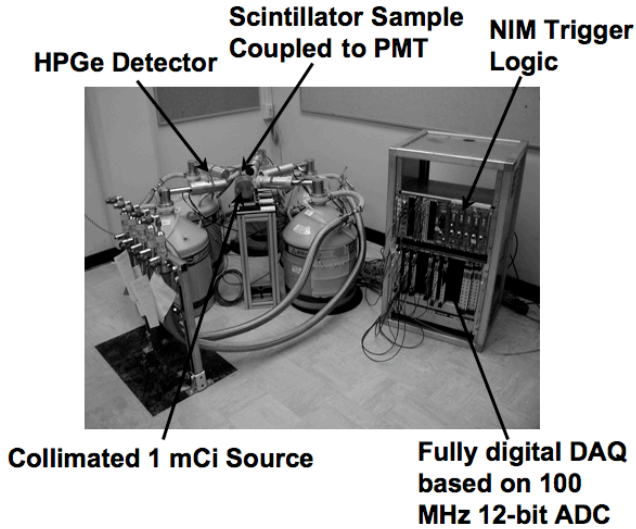 Scintillator Sample
Coupled to PMT
NIM Trigger
Logic
HPGe Detector
Collimated 1 mCi Source
Fully digital DAQ
based on 100
MHz 12-bit ADC